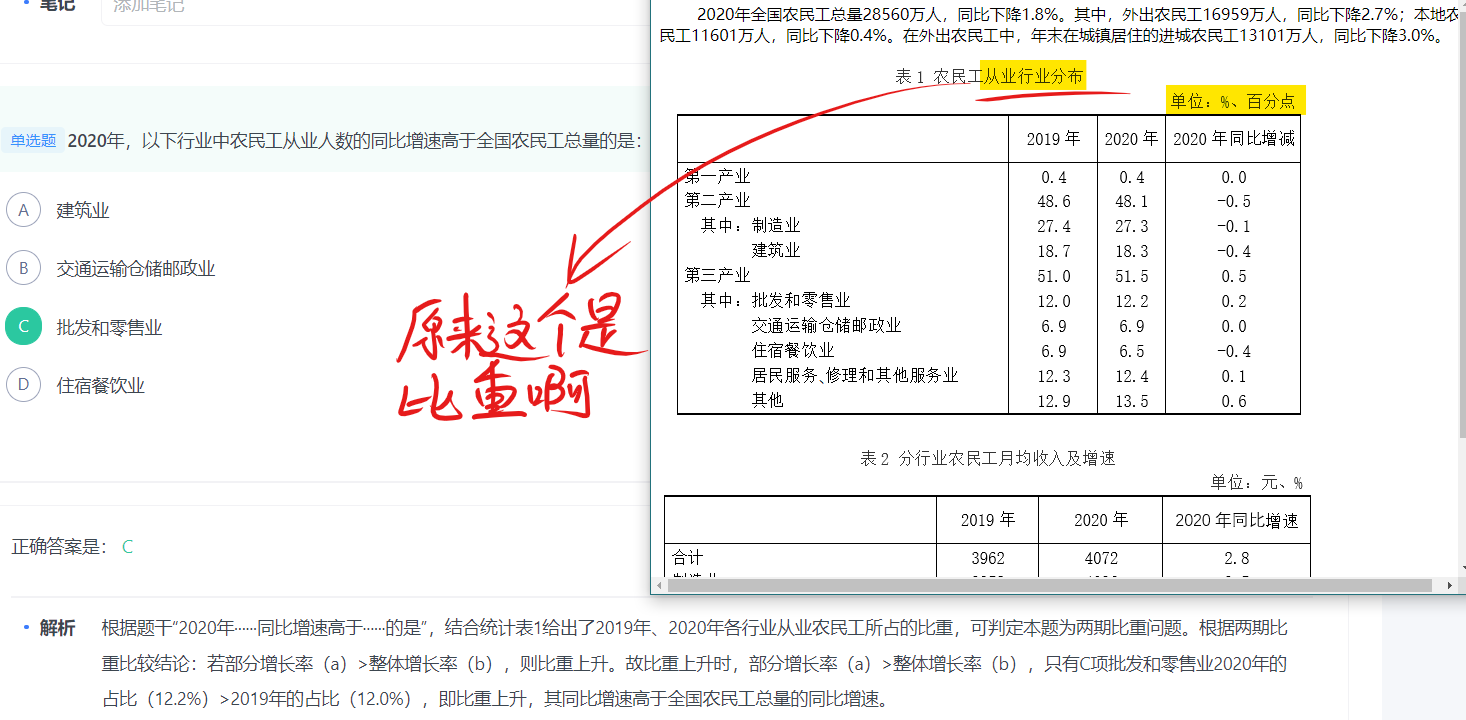 笔记
添加笔记
2020年全国农民工总量28560万人，同比下降1.8%。其中，外出农民工16959万人，同比下降2.7%；本地农
民工11601万人，同比下降0.4%。在外出农民工中，年末在城镇居住的进城农民工13101万人，同比下降3.0%。
表 1 农民工从业行业分布
单位：%、百分点
2019 年 2020 年 2020 年同比增减
第一产业 0.4 0.4 0.0
第二产业 48.6 48.1 -0.5
其中：制造业 27.4 27.3 -0.1
建筑业 18.7 18.3 -0.4
第三产业 51.0 51.5 0.5
其中：批发和零售业 12.0 12.2 0.2
交通运输仓储邮政业 6.9 6.9 0.0
住宿餐饮业 6.9 6.5 -0.4
居民服务、修理和其他服务业 12.3 12.4 0.1
其他 12.9 13.5 0.6
表 2 分行业农民工月均收入及增速
单位：元、%
2019 年 2020 年 2020 年同比增速
合计 3962 4072 2.8
单选题 2020年，以下行业中农民工从业人数的同比增速高于全国农民工总量的是：
A 建筑业
B 交通运输仓储邮政业
C 批发和零售业
D 住宿餐饮业
原来这个是
比重啊
正确答案是： C
解析 根据题干“2020年……同比增速高于……的是”，结合统计表1给出了2019年、2020年各行业从业农民工所占的比重，可判定本题为两期比重问题。根据两期比
重比较结论：若部分增长率（a）>整体增长率（b），则比重上升。故比重上升时，部分增长率（a）>整体增长率（b），只有C项批发和零售业2020年的
占比（12.2%）>2019年的占比（12.0%），即比重上升，其同比增速高于全国农民工总量的同比增速。